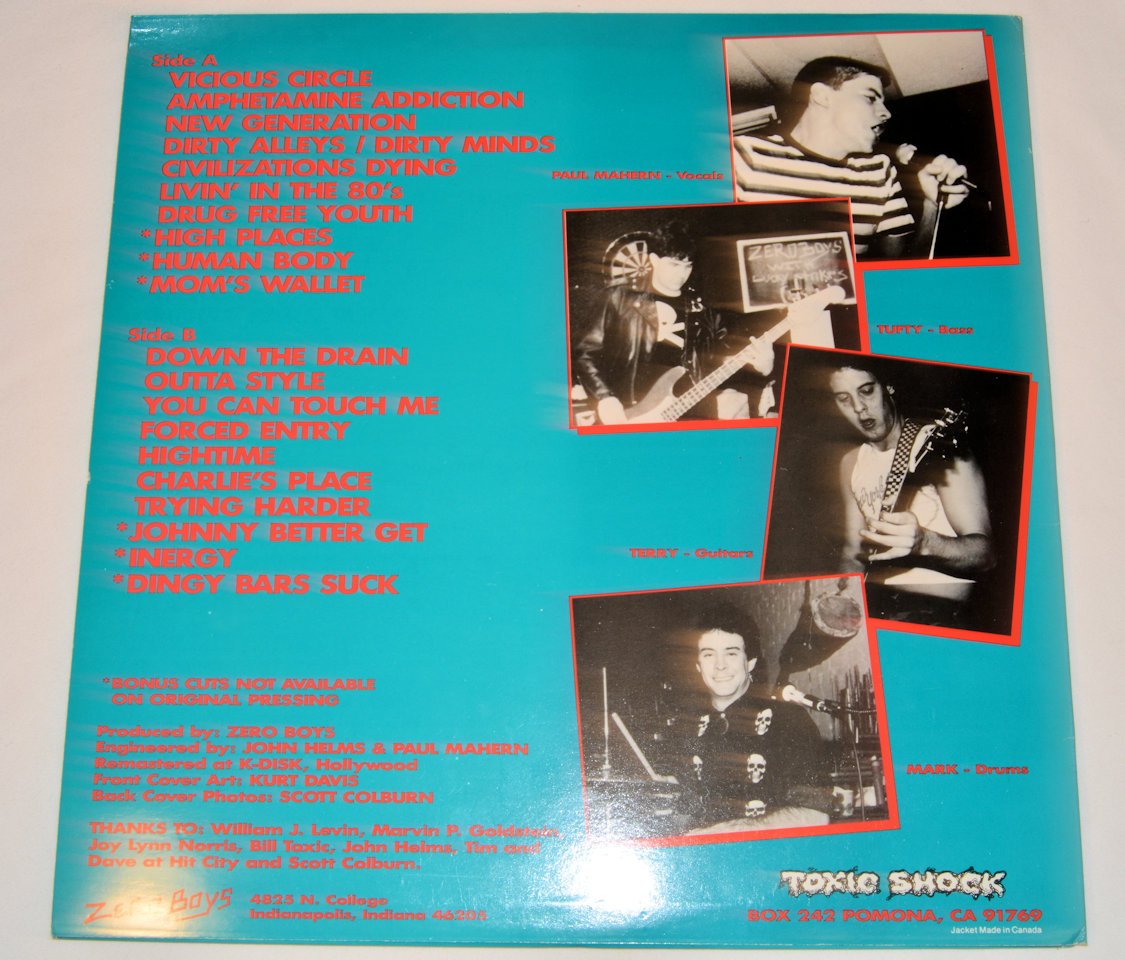 Side A
VICIOUS CIRCLE
AMPHETAMINE ADDICTION
NEW GENERATION
DIRTY ALLEYS / DIRTY MINDS
CIVILIZATIONS DYING
LIVIN' IN THE 80's
DRUG FREE YOUTH
*HIGH PLACES
*HUMAN BODY
*MOM'S WALLET
Side B
DOWN THE DRAIN
OUTTA STYLE
YOU CAN TOUCH ME
FORCED ENTRY
HIGHTIME
CHARLIE'S PLACE
TRYING HARDER
*JOHNNY BETTER GET
*INERGY
*DINGY BARS SUCK
*BONUS CUTS NOT AVAILABLE
ON ORIGINAL PRESSING
Produced by: ZERO BOYS
Engineered by: JOHN HELMS & PAUL MAHERN
Remastered at K-DISK, Hollywood
Front Cover Art: KURT DAVIS
Back Cover Photos: SCOTT COLBURN
THANKS TO: William J. Levin, Marvin P. Goldstein,
Joy Lynn Norris, Bill Toxic, John Helms, Tim and
Dave at Hit City and Scott Colburn.
ZERO BOYS
4825 N. College
Indianapolis, Indiana 46205
PAUL MAHERN - Vocals
ZERO BOYS
WITH
TUFTY - Bass
TERRY - Guitars
MARK - Drums
TOXIC SHOCK
BOX 242 POMONA, CA 91769
Jacket Made in Canada